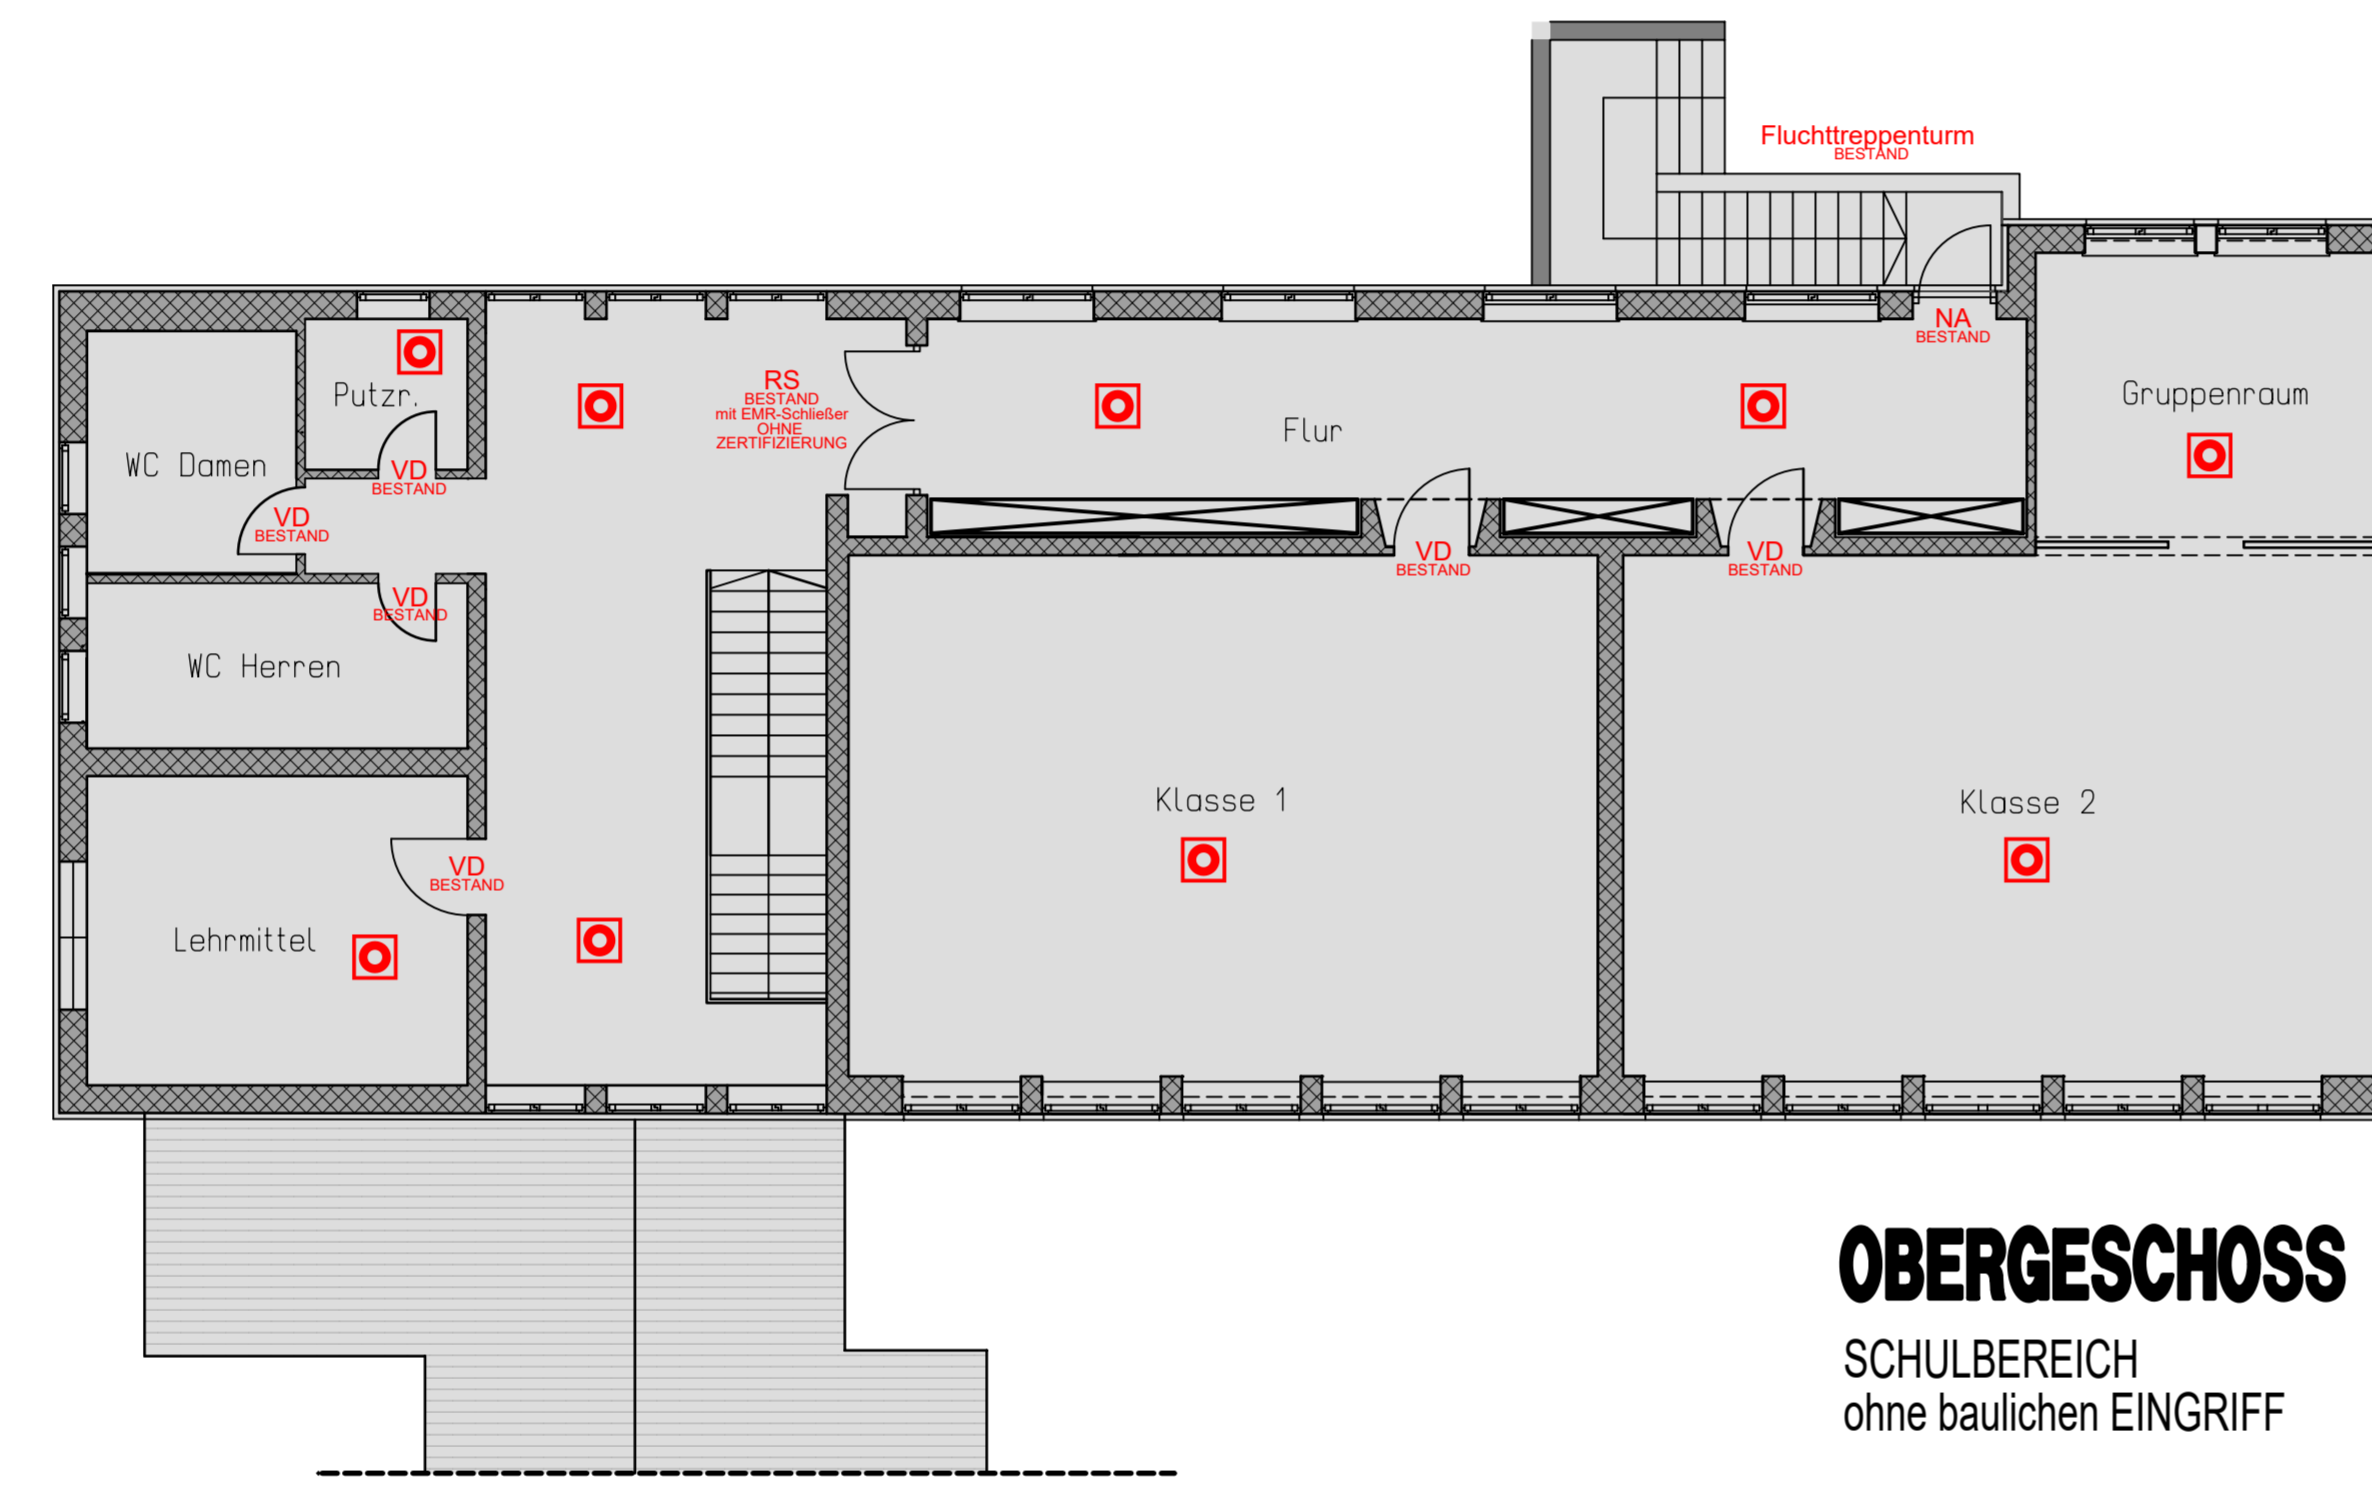 Fluchttreppenturm
BESTAND
NA
BESTAND
RS
BESTAND
mit EMR-Schließer
OHNE
ZERTIFIZIERUNG
Putzr.
Gruppenraum
Flur
WC Damen
VD
BESTAND
VD
BESTAND
VD
BESTAND
VD
BESTAND
VD
BESTAND
WC Herren
Klasse 1
Klasse 2
VD
BESTAND
Lehrmittel
OBERGESCHOSS
SCHULBEREICH
ohne baulichen EINGRIFF